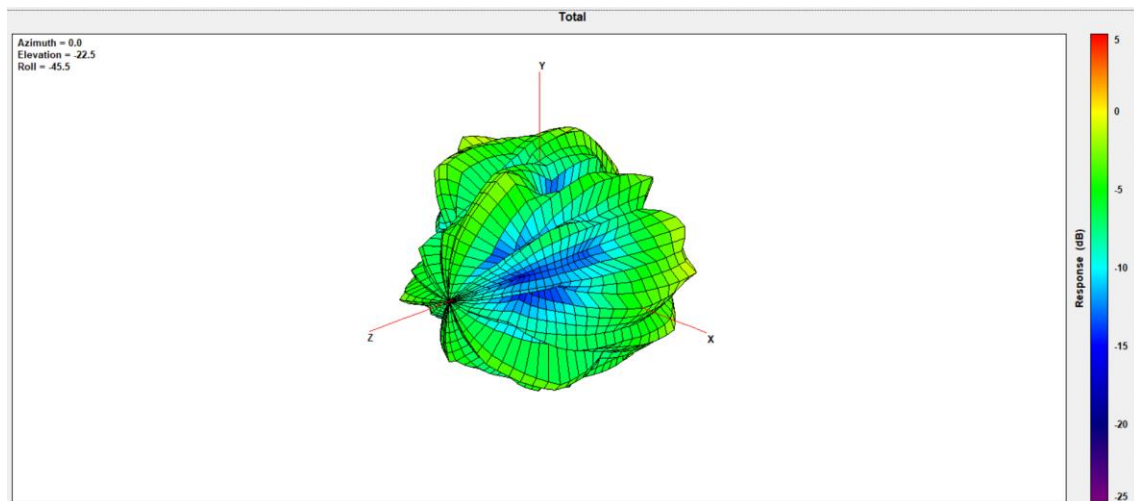 Total
Azimuth = 0.0
Elevation = -22.5
Roll = -45.5
Y
Z
X
5
0
-5
-10
-15
-20
-25
Response (dB)